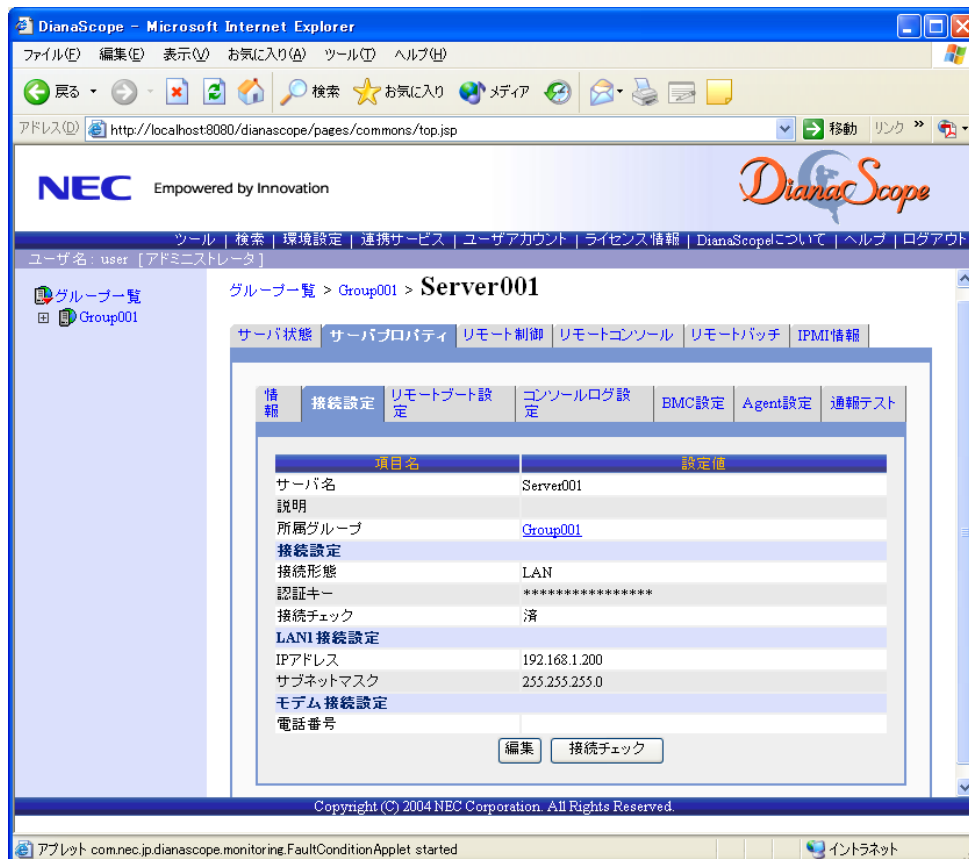 DianaScope - Microsoft Internet Explorer
ファイル(F) 編集(E) 表示(V) お気に入り(A) ツール(T) ヘルプ(H)
戻る 検索 お気に入り メディア
アドレス(D) http://localhost:8080/dianascope/pages/commons/top.jsp 移動 リンク »
NEC Empowered by Innovation DianaScope
ツール | 検索 | 環境設定 | 連携サービス | ユーザアカウント | ライセンス情報 | DianaScopeについて | ヘルプ | ログアウト
ユーザ名 : user [アドミニストレータ]
グループ一覧
Group001
グループ一覧 > Group001 > Server001
サーバ状態 サーバプロパティ リモート制御 リモートコンソール リモートバッチ IPMI情報
情報 接続設定 リモートブート設定 コンソールログ設定 BMC設定 Agent設定 通報テスト
項目名 設定値
サーバ名 Server001
説明
所属グループ Group001
接続設定
接続形態 LAN
認証キー ****************
接続チェック 済
LAN1 接続設定
IPアドレス 192.168.1.200
サブネットマスク 255.255.255.0
モデム接続設定
電話番号
編集 接続チェック
Copyright (C) 2004 NEC Corporation. All Rights Reserved.
アプレット com.nec.jp.dianascope.monitoring.FaultConditionApplet started イントラネット